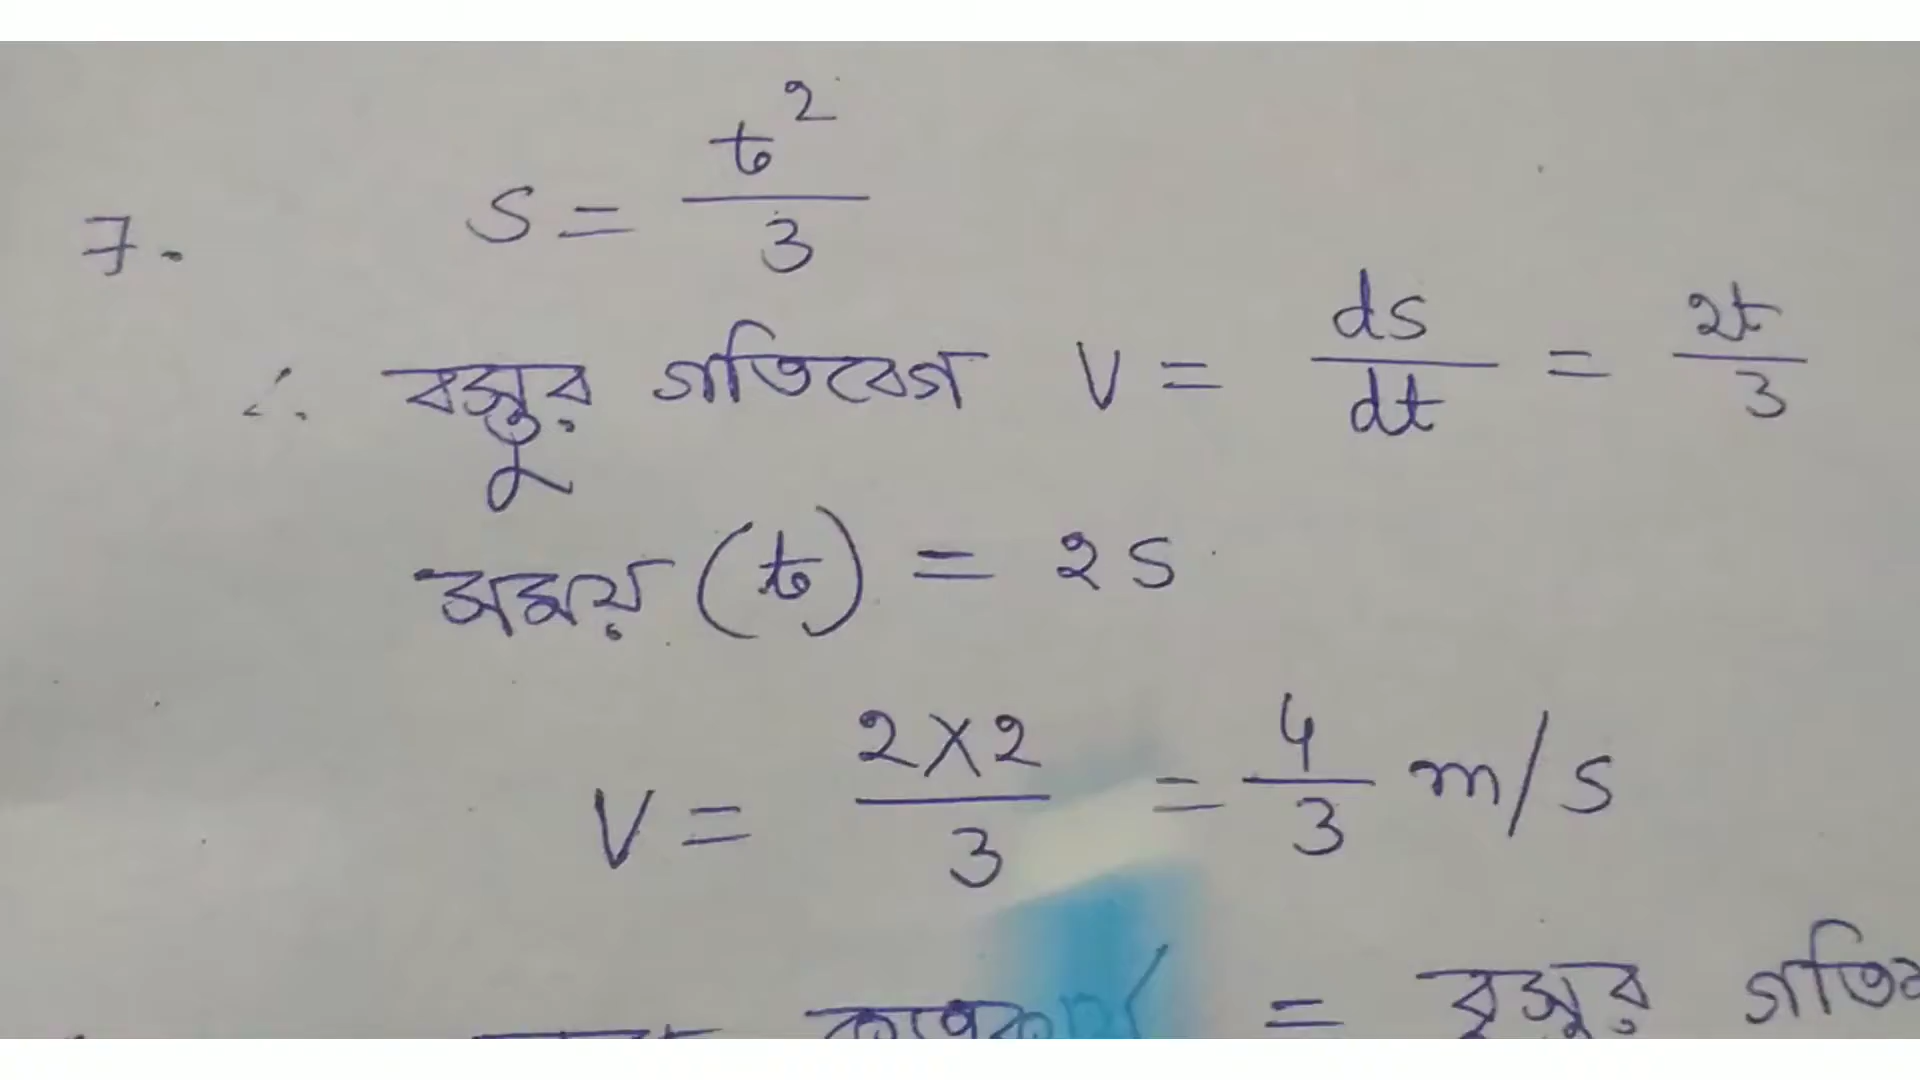 7. S = t²/3
∴ বস্তুর গতিবেগ V = ds/dt = 2t/3
সময় (t) = 2s
V = 2×2/3 = 4/3 m/s
= বস্তুর